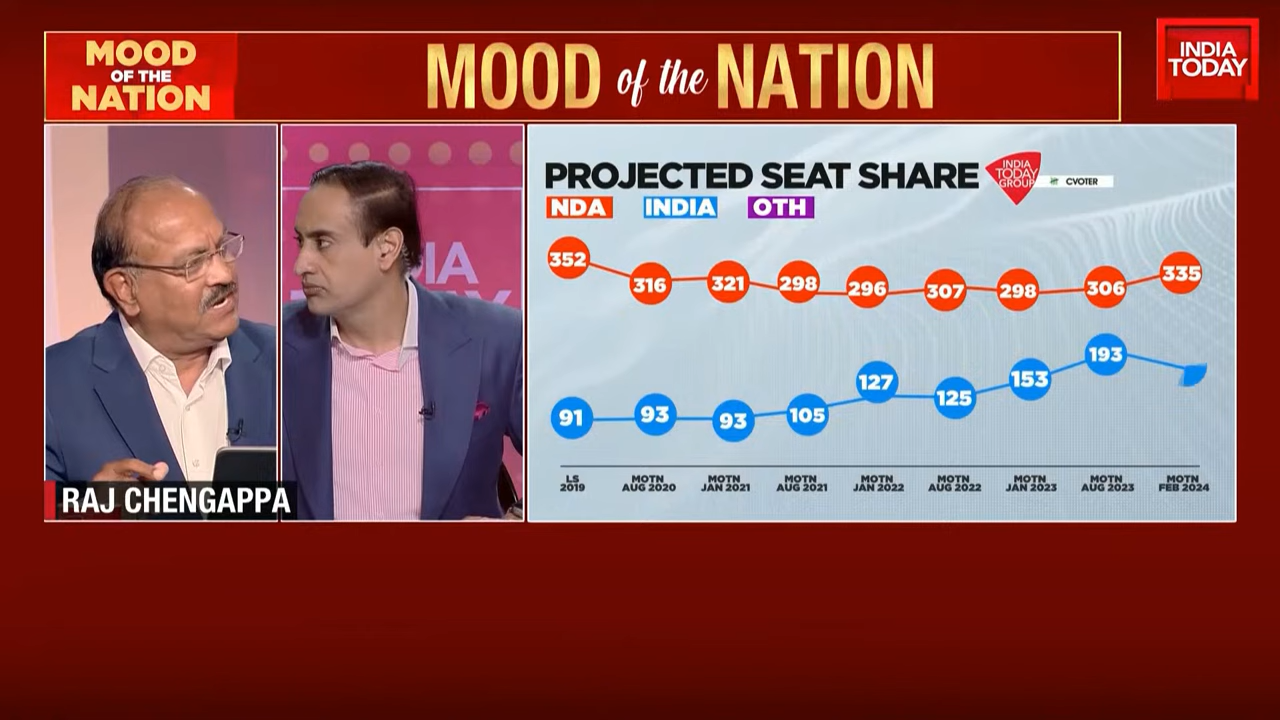 MOOD
OF THE
NATION
MOOD of the NATION
INDIA
TODAY
PROJECTED SEAT SHARE
INDIA
TODAY
GROUP
CVOTER
NDA INDIA OTH
352 316 321 298 296 307 298 306 335
91 93 93 105 127 125 153 193
LS
2019
MOTN
AUG 2020
MOTN
JAN 2021
MOTN
AUG 2021
MOTN
JAN 2022
MOTN
AUG 2022
MOTN
JAN 2023
MOTN
AUG 2023
MOTN
FEB 2024
RAJ CHENGAPPA